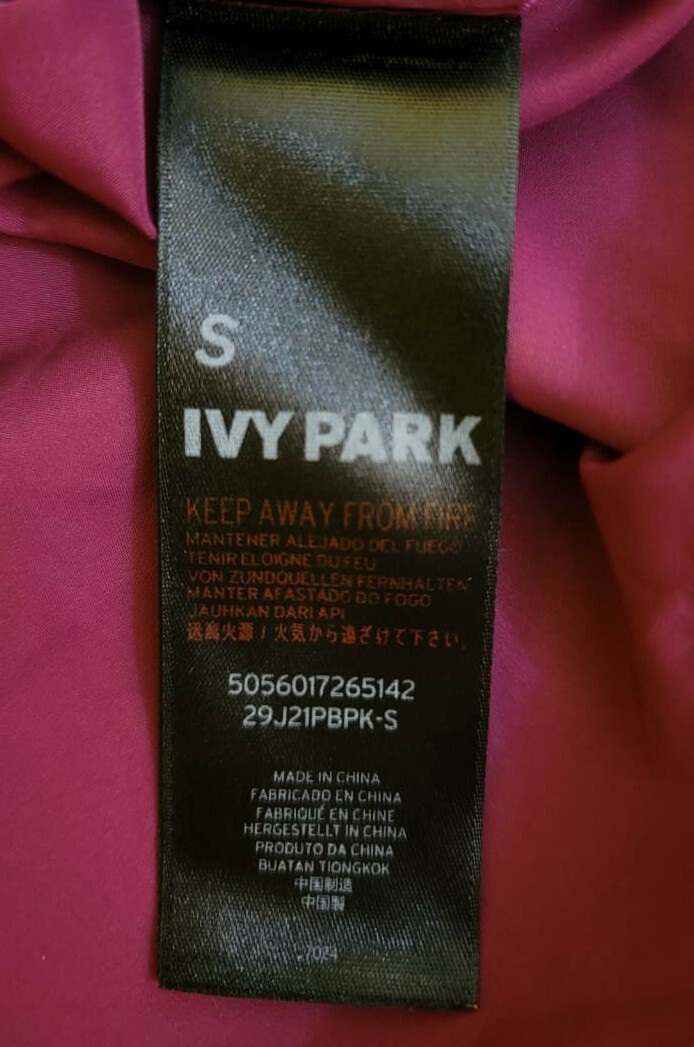 S
IVY PARK
KEEP AWAY FROM FIRE
MANTENER ALEJADO DEL FUEGO
TENIR ELOIGNE DU FEU
VON ZUNDQUELLEN FERNHALTEN
MANTER AFASTADO DO FOGO
JAUHKAN DARI API
远离火源 / 火気から遠ざけて下さい。
5056017265142
29J21PBPK-S
MADE IN CHINA
FABRICADO EN CHINA
FABRIQUÉ EN CHINE
HERGESTELLT IN CHINA
PRODUTO DA CHINA
BUATAN TIONGKOK
中国制造
中国製
7024